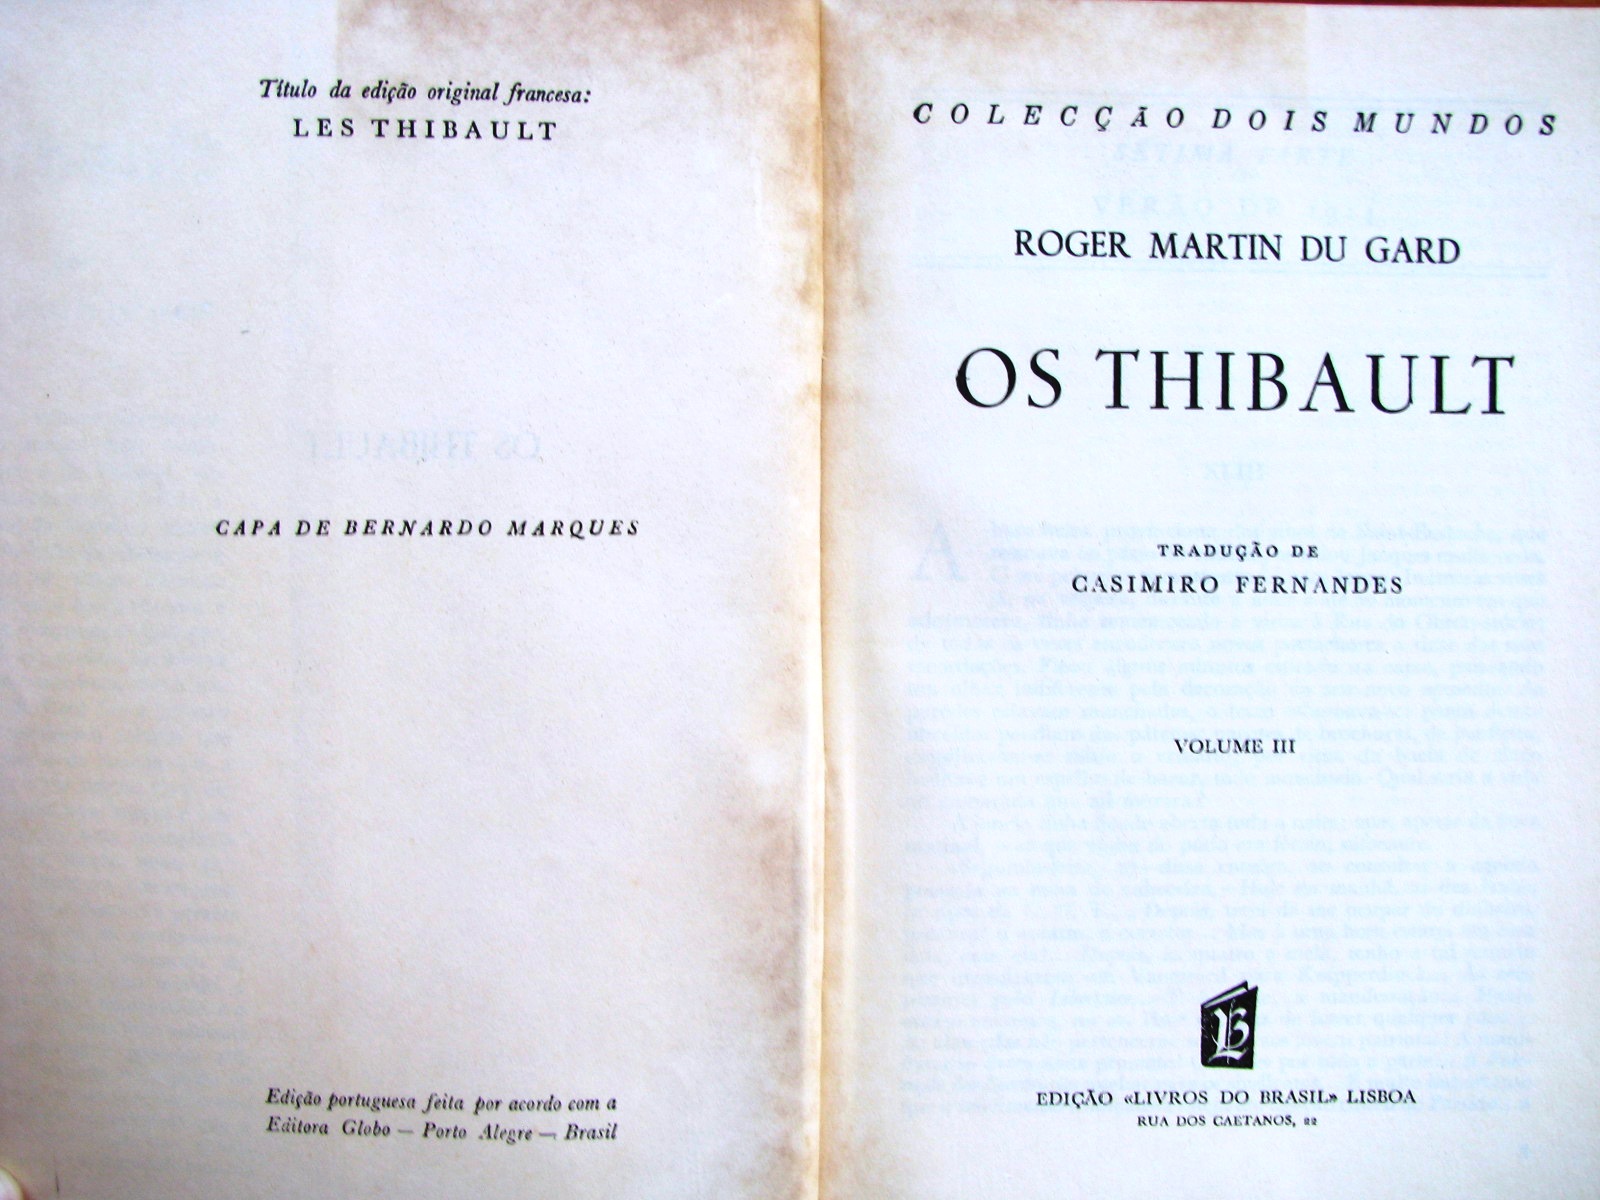 Título da edição original francesa:
LES THIBAULT
CAPA DE BERNARDO MARQUES
Edição portuguesa feita por acordo com a
Editora Globo — Porto Alegre — Brasil
COLECÇÃO DOIS MUNDOS
ROGER MARTIN DU GARD
OS THIBAULT
TRADUÇÃO DE
CASIMIRO FERNANDES
VOLUME III
LB
EDIÇÃO «LIVROS DO BRASIL» LISBOA
RUA DOS CAETANOS, 22